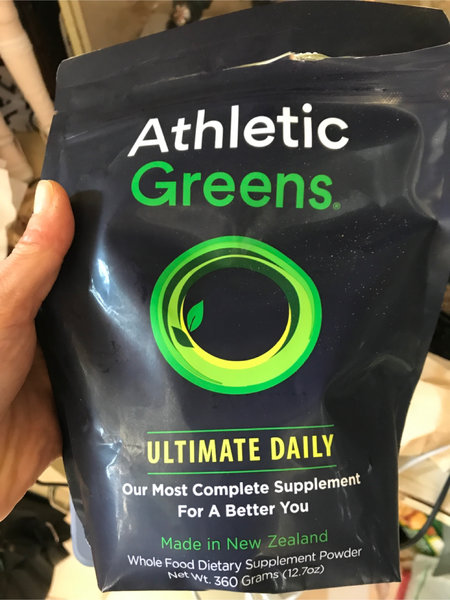 Athletic
Greens®
ULTIMATE DAILY
Our Most Complete Supplement
For A Better You
Made in New Zealand
Whole Food Dietary Supplement Powder
Net Wt. 360 Grams (12.7oz)